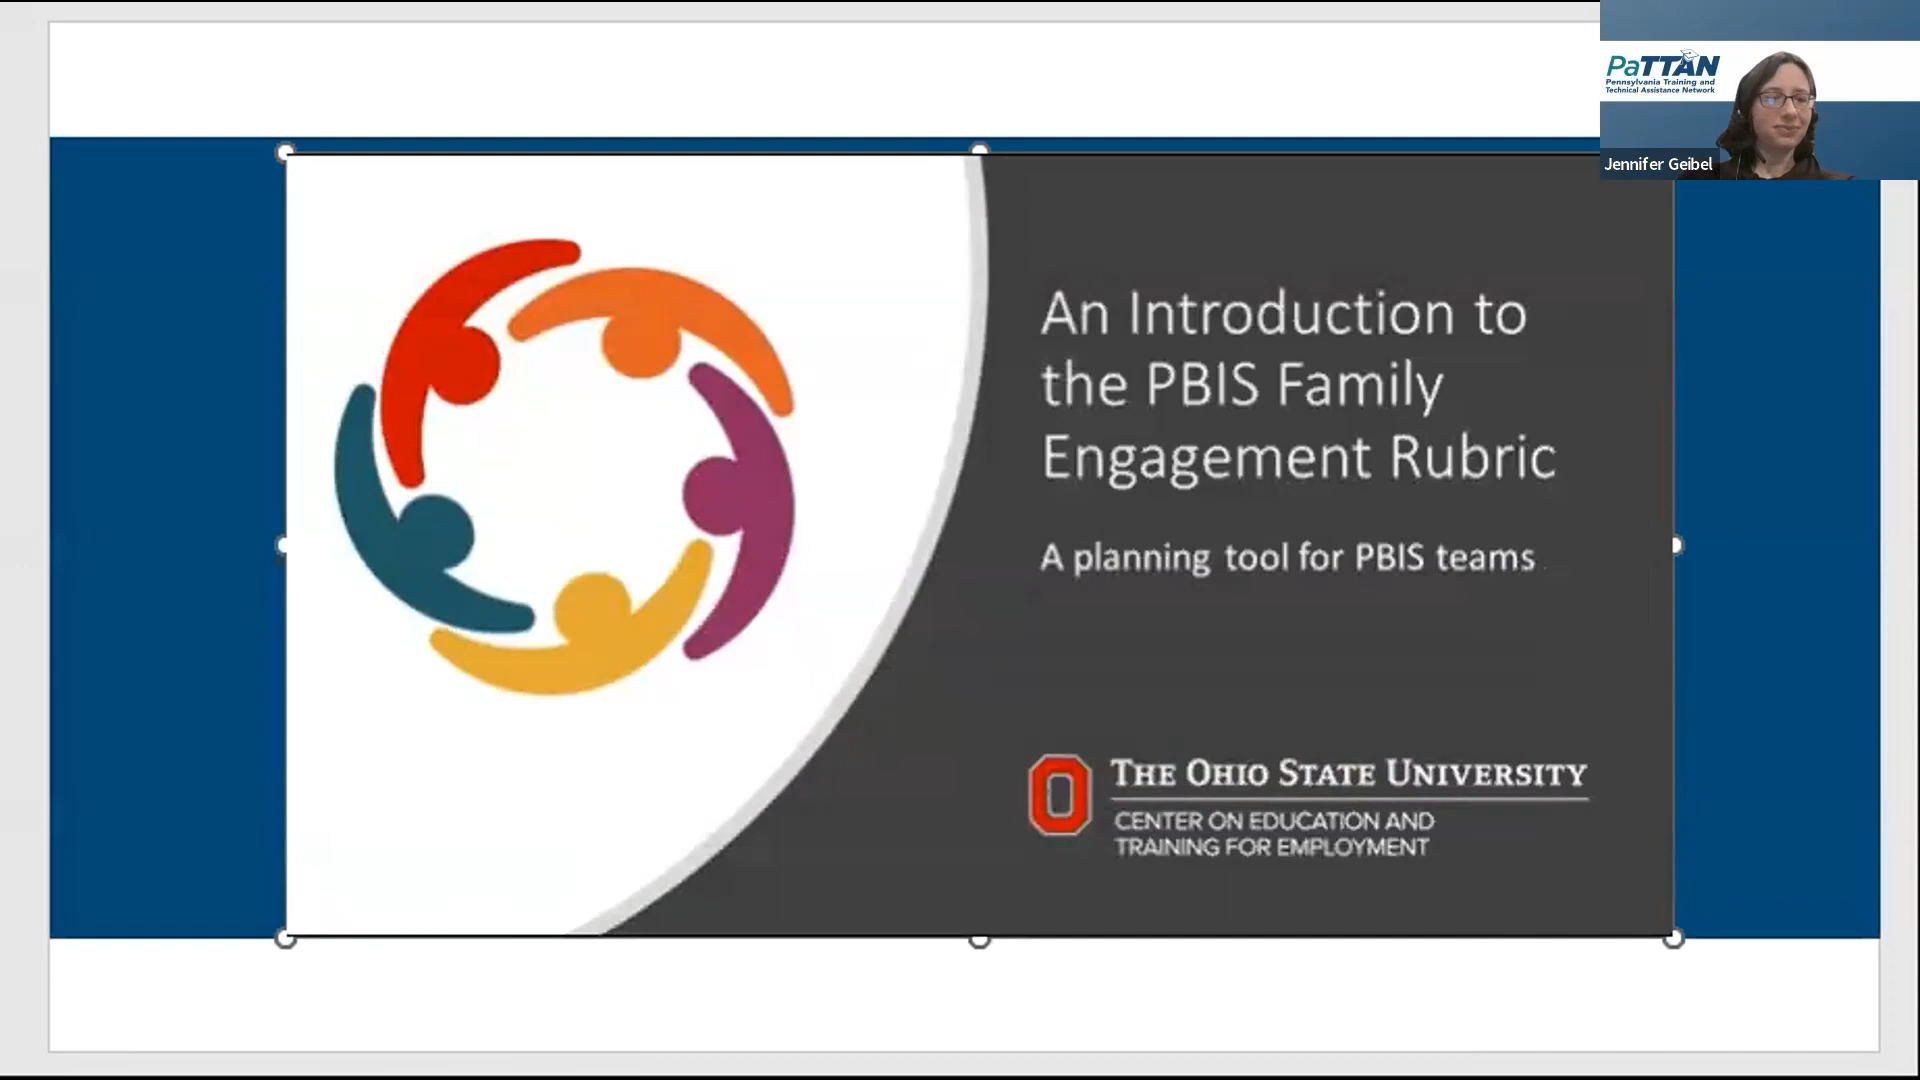 PaTTAN
Pennsylvania Training and
Technical Assistance Network
Jennifer Geibel
An Introduction to
the PBIS Family
Engagement Rubric
A planning tool for PBIS teams
THE OHIO STATE UNIVERSITY
CENTER ON EDUCATION AND
TRAINING FOR EMPLOYMENT